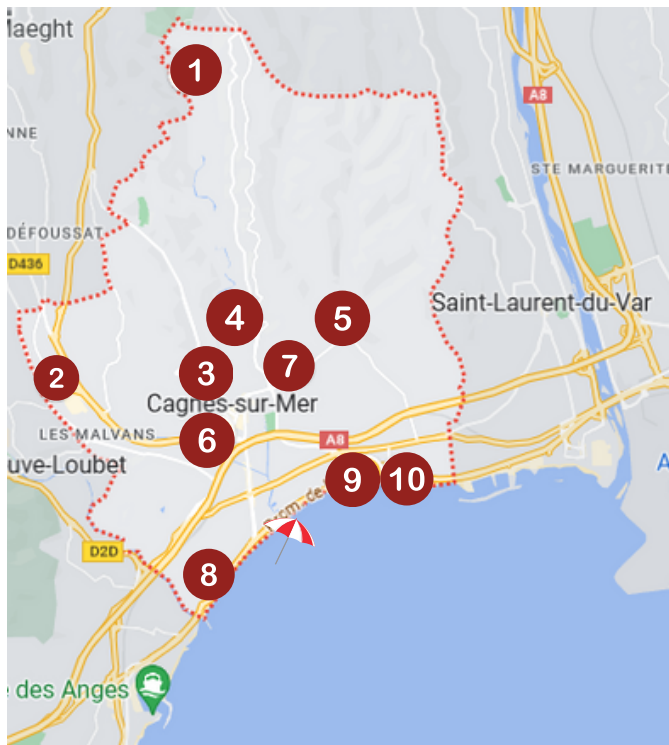 Maeght
1
A8
NNE
STE MARGUERIT
DÉFOUSSAT
D436
4
5
Saint-Laurent-du-Var
2
3
7
Cagnes-sur-Mer
LES MALVANS
6
A8
uve-Loubet
9
10
D2D
8
e des Anges